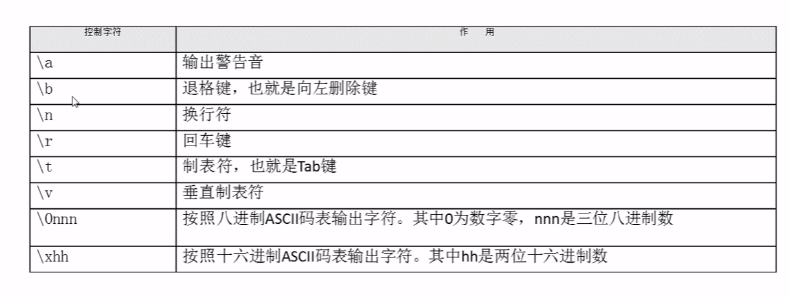 控制字符 作 用
\a 输出警告音
\b 退格键，也就是向左删除键
\n 换行符
\r 回车键
\t 制表符，也就是Tab键
\v 垂直制表符
\0nnn 按照八进制ASCII码表输出字符。其中0为数字零，nnn是三位八进制数
\xhh 按照十六进制ASCII码表输出字符。其中hh是两位十六进制数